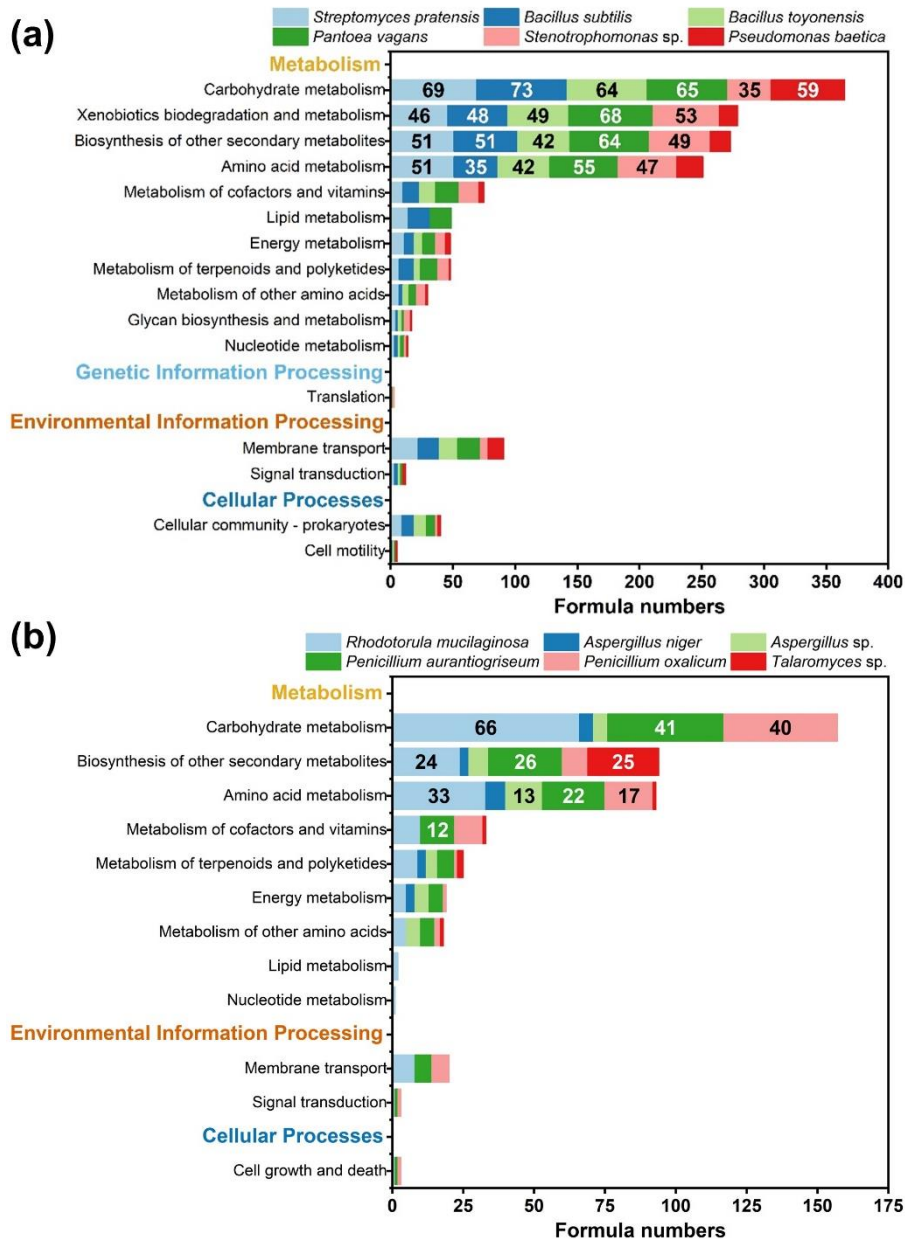 (a)
Streptomyces pratensis Bacillus subtilis Bacillus toyonensis
Pantoea vagans Stenotrophomonas sp. Pseudomonas baetica
Metabolism
Carbohydrate metabolism 69 73 64 65 35 59
Xenobiotics biodegradation and metabolism 46 48 49 68 53
Biosynthesis of other secondary metabolites 51 51 42 64 49
Amino acid metabolism 51 35 42 55 47
Metabolism of cofactors and vitamins
Lipid metabolism
Energy metabolism
Metabolism of terpenoids and polyketides
Metabolism of other amino acids
Glycan biosynthesis and metabolism
Nucleotide metabolism
Genetic Information Processing
Translation
Environmental Information Processing
Membrane transport
Signal transduction
Cellular Processes
Cellular community - prokaryotes
Cell motility
0 50 100 150 200 250 300 350 400
Formula numbers
(b)
Rhodotorula mucilaginosa Aspergillus niger Aspergillus sp.
Penicillium aurantiogriseum Penicillium oxalicum Talaromyces sp.
Metabolism
Carbohydrate metabolism 66 41 40
Biosynthesis of other secondary metabolites 24 26 25
Amino acid metabolism 33 13 22 17
Metabolism of cofactors and vitamins 12
Metabolism of terpenoids and polyketides
Energy metabolism
Metabolism of other amino acids
Lipid metabolism
Nucleotide metabolism
Environmental Information Processing
Membrane transport
Signal transduction
Cellular Processes
Cell growth and death
0 25 50 75 100 125 150 175
Formula numbers